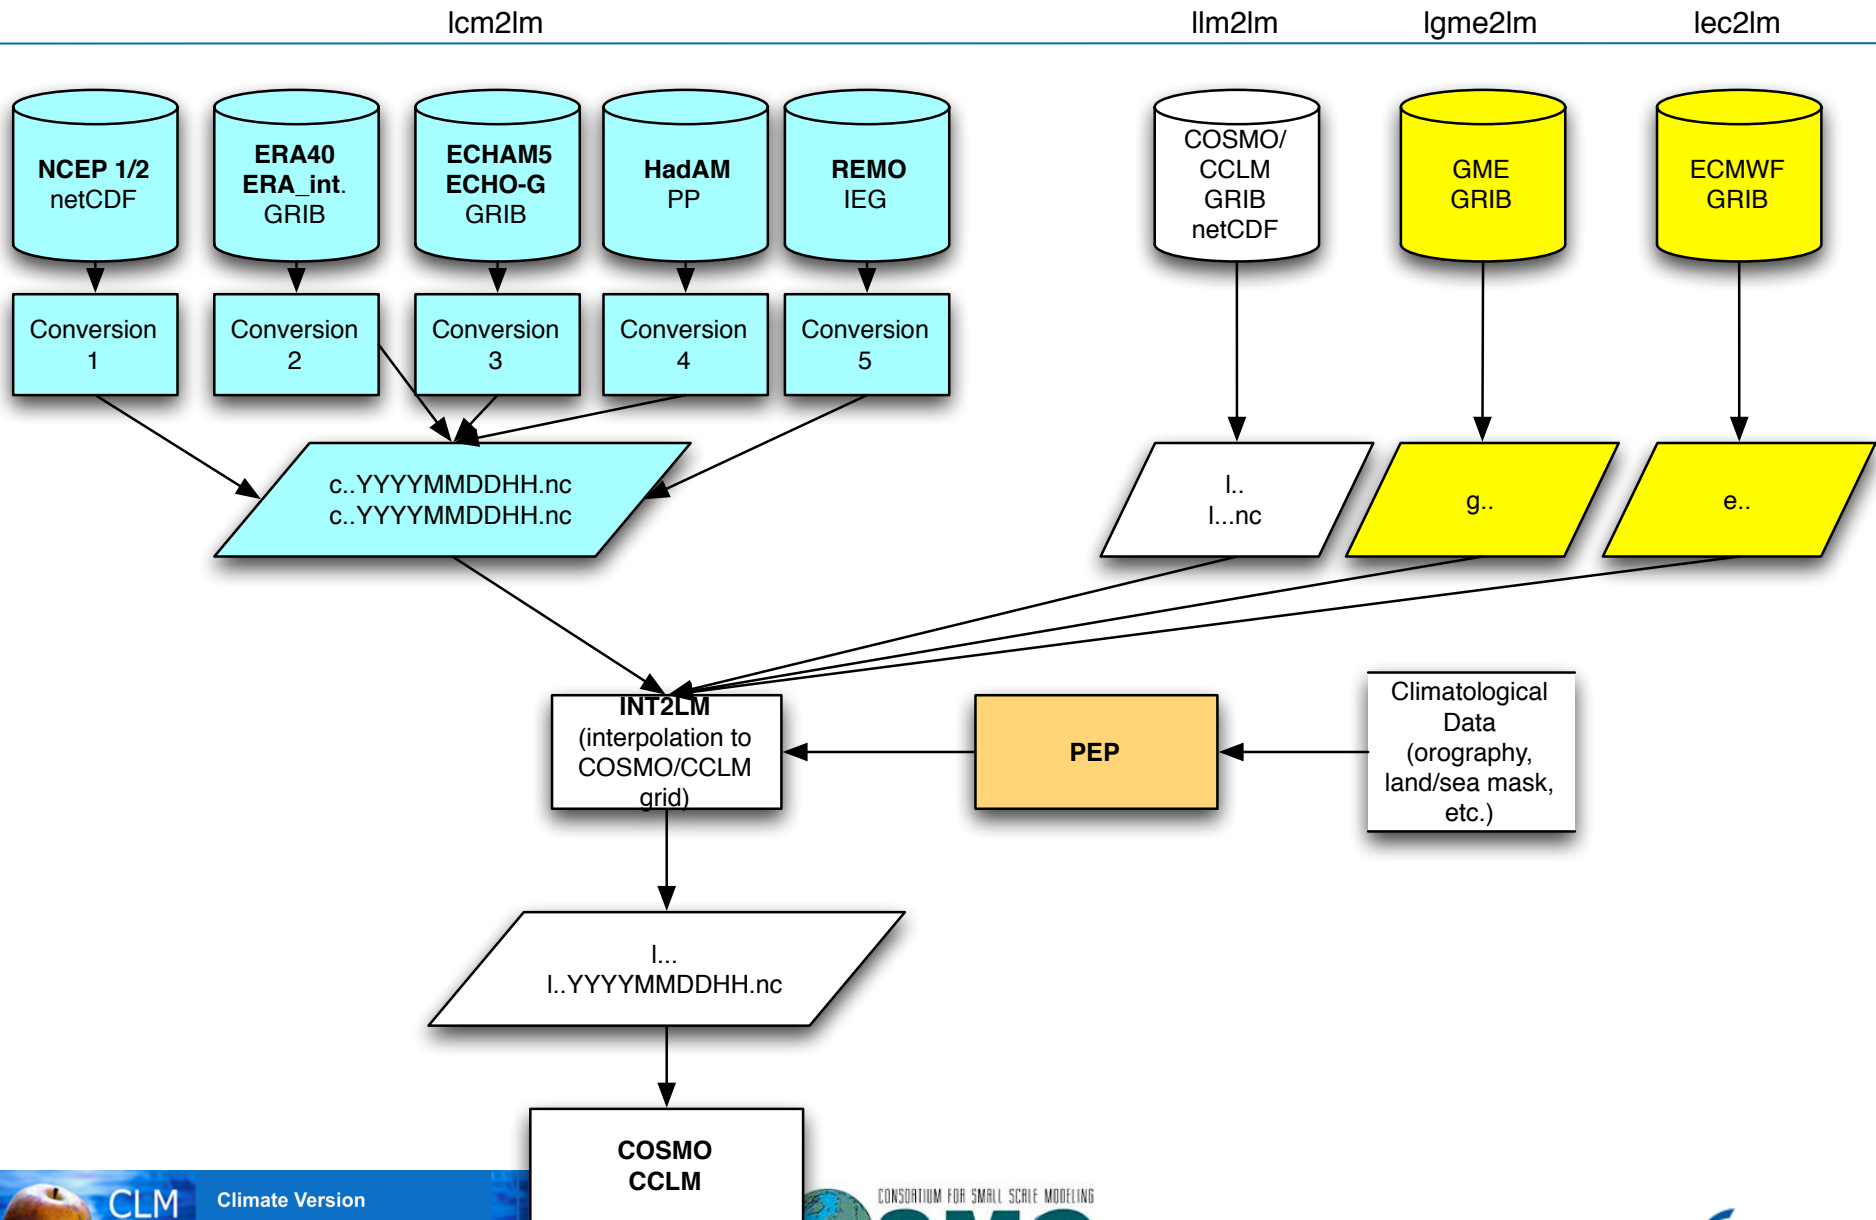 lcm2lm
llm2lm
lgme2lm
lec2lm
NCEP 1/2
netCDF
ERA40
ERA_int.
GRIB
ECHAM5
ECHO-G
GRIB
HadAM
PP
REMO
IEG
COSMO/
CCLM
GRIB
netCDF
GME
GRIB
ECMWF
GRIB
Conversion
1
Conversion
2
Conversion
3
Conversion
4
Conversion
5
c..YYYYMMDDHH.nc
c..YYYYMMDDHH.nc
l..
l...nc
g..
e..
INT2LM
(interpolation to
COSMO/CCLM
grid)
PEP
Climatological
Data
(orography,
land/sea mask,
etc.)
l...
l..YYYYMMDDHH.nc
COSMO
CCLM
CLM
Climate Version
CONSORTIUM FOR SMALL SCALE MODELING